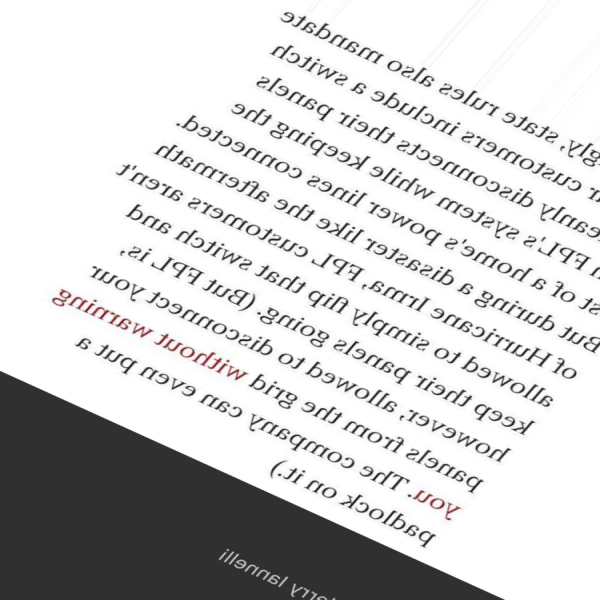 gly, state rules also mandate
r customers include a switch
eanly disconnects their panels
n FPL's system while keeping the
st of a home's power lines connected.
But during a disaster like the aftermath
of Hurricane Irma, FPL customers aren't
allowed to simply flip that switch and
keep their panels going. (But FPL is,
however, allowed to disconnect your
panels from the grid without warning
you. The company can even put a
padlock on it.)
erry Iannelli